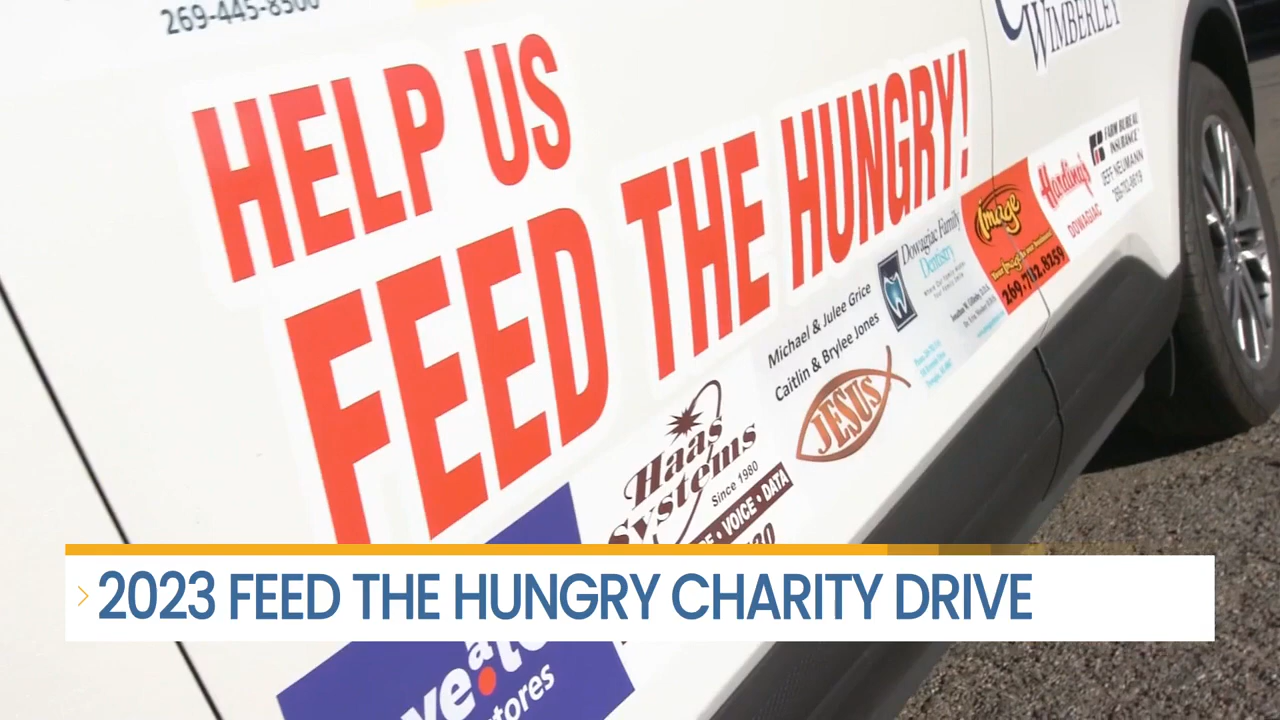 269-445-8500
WIMBERLEY
HELP US
FEED THE HUNGRY!
FARM BUREAU
INSURANCE
JEFF NEUMANN
Harding's
DOWAGIAC
Image
269.782.8259
Dowagiac Family
Dentistry
Michael & Julee Grice
Caitlin & Brylee Jones
JESUS
Haas
Systems
Since 1980
VOICE • DATA
2023 FEED THE HUNGRY CHARITY DRIVE